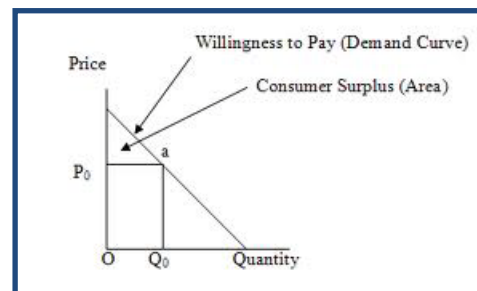 Willingness to Pay (Demand Curve)
Price
Consumer Surplus (Area)
a
P₀
O Q₀ Quantity